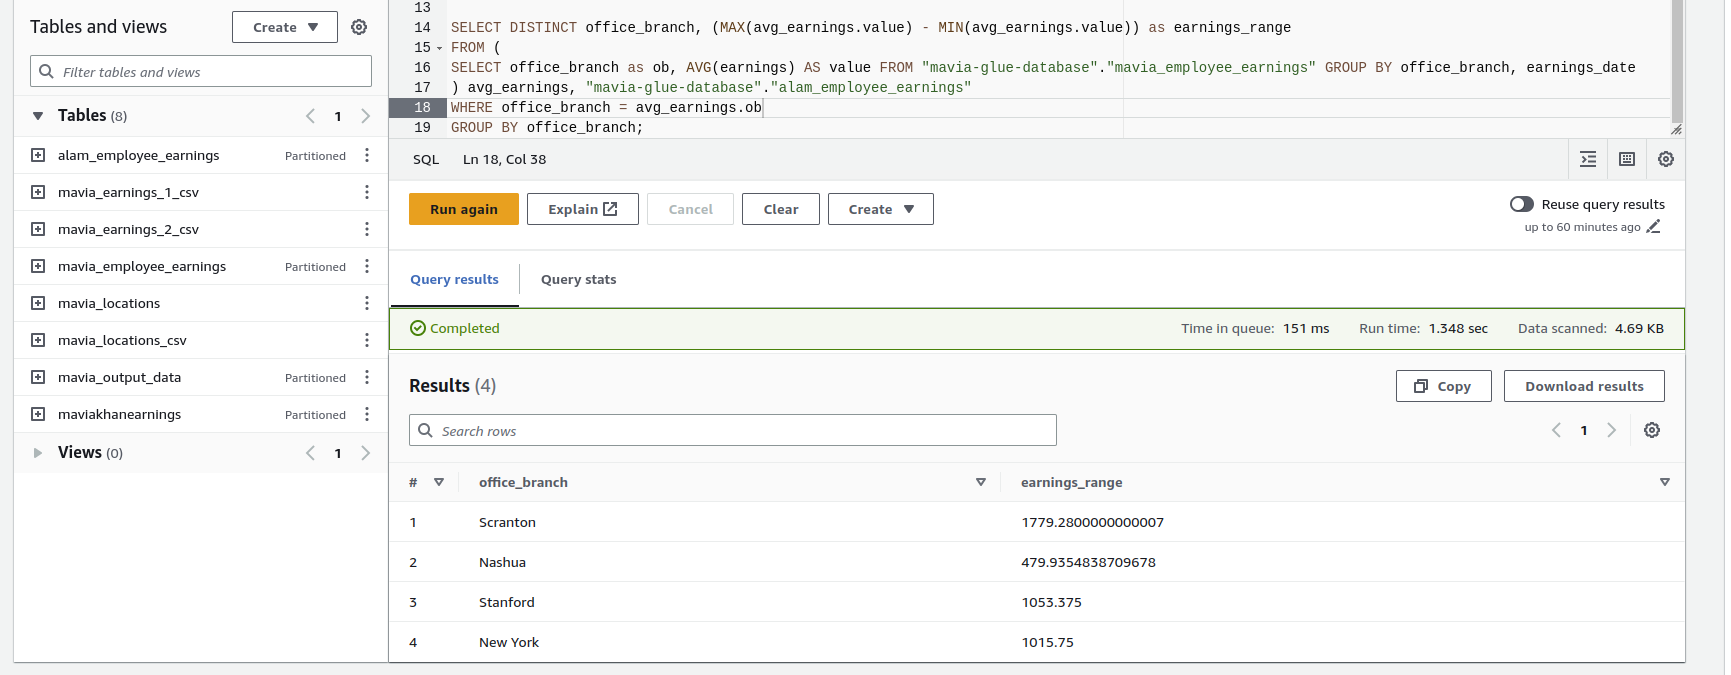 Tables and views
Create
Filter tables and views
Tables (8)
1
alam_employee_earnings Partitioned
mavia_earnings_1_csv
mavia_earnings_2_csv
mavia_employee_earnings Partitioned
mavia_locations
mavia_locations_csv
mavia_output_data Partitioned
maviakhanearnings Partitioned
Views (0)
1
13
14 SELECT DISTINCT office_branch, (MAX(avg_earnings.value) - MIN(avg_earnings.value)) as earnings_range
15 FROM (
16 SELECT office_branch as ob, AVG(earnings) AS value FROM "mavia-glue-database"."mavia_employee_earnings" GROUP BY office_branch, earnings_date
17 ) avg_earnings, "mavia-glue-database"."alam_employee_earnings"
18 WHERE office_branch = avg_earnings.ob
19 GROUP BY office_branch;
SQL Ln 18, Col 38
Run again Explain Cancel Clear Create
Reuse query results
up to 60 minutes ago
Query results Query stats
Completed Time in queue: 151 ms Run time: 1.348 sec Data scanned: 4.69 KB
Results (4) Copy Download results
Search rows 1
# office_branch earnings_range
1 Scranton 1779.2800000000007
2 Nashua 479.9354838709678
3 Stanford 1053.375
4 New York 1015.75